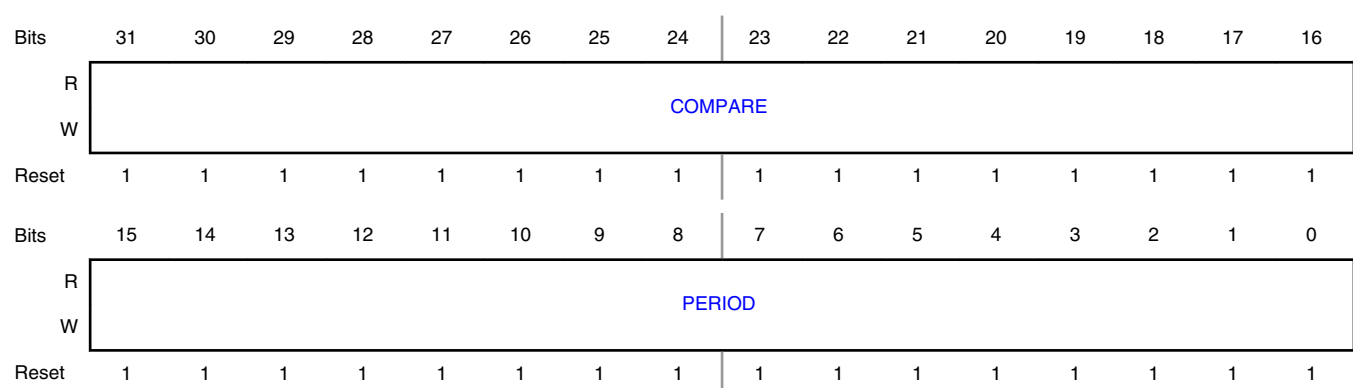 Bits 31 30 29 28 27 26 25 24 23 22 21 20 19 18 17 16
R
COMPARE
W
Reset 1 1 1 1 1 1 1 1 1 1 1 1 1 1 1 1
Bits 15 14 13 12 11 10 9 8 7 6 5 4 3 2 1 0
R
PERIOD
W
Reset 1 1 1 1 1 1 1 1 1 1 1 1 1 1 1 1